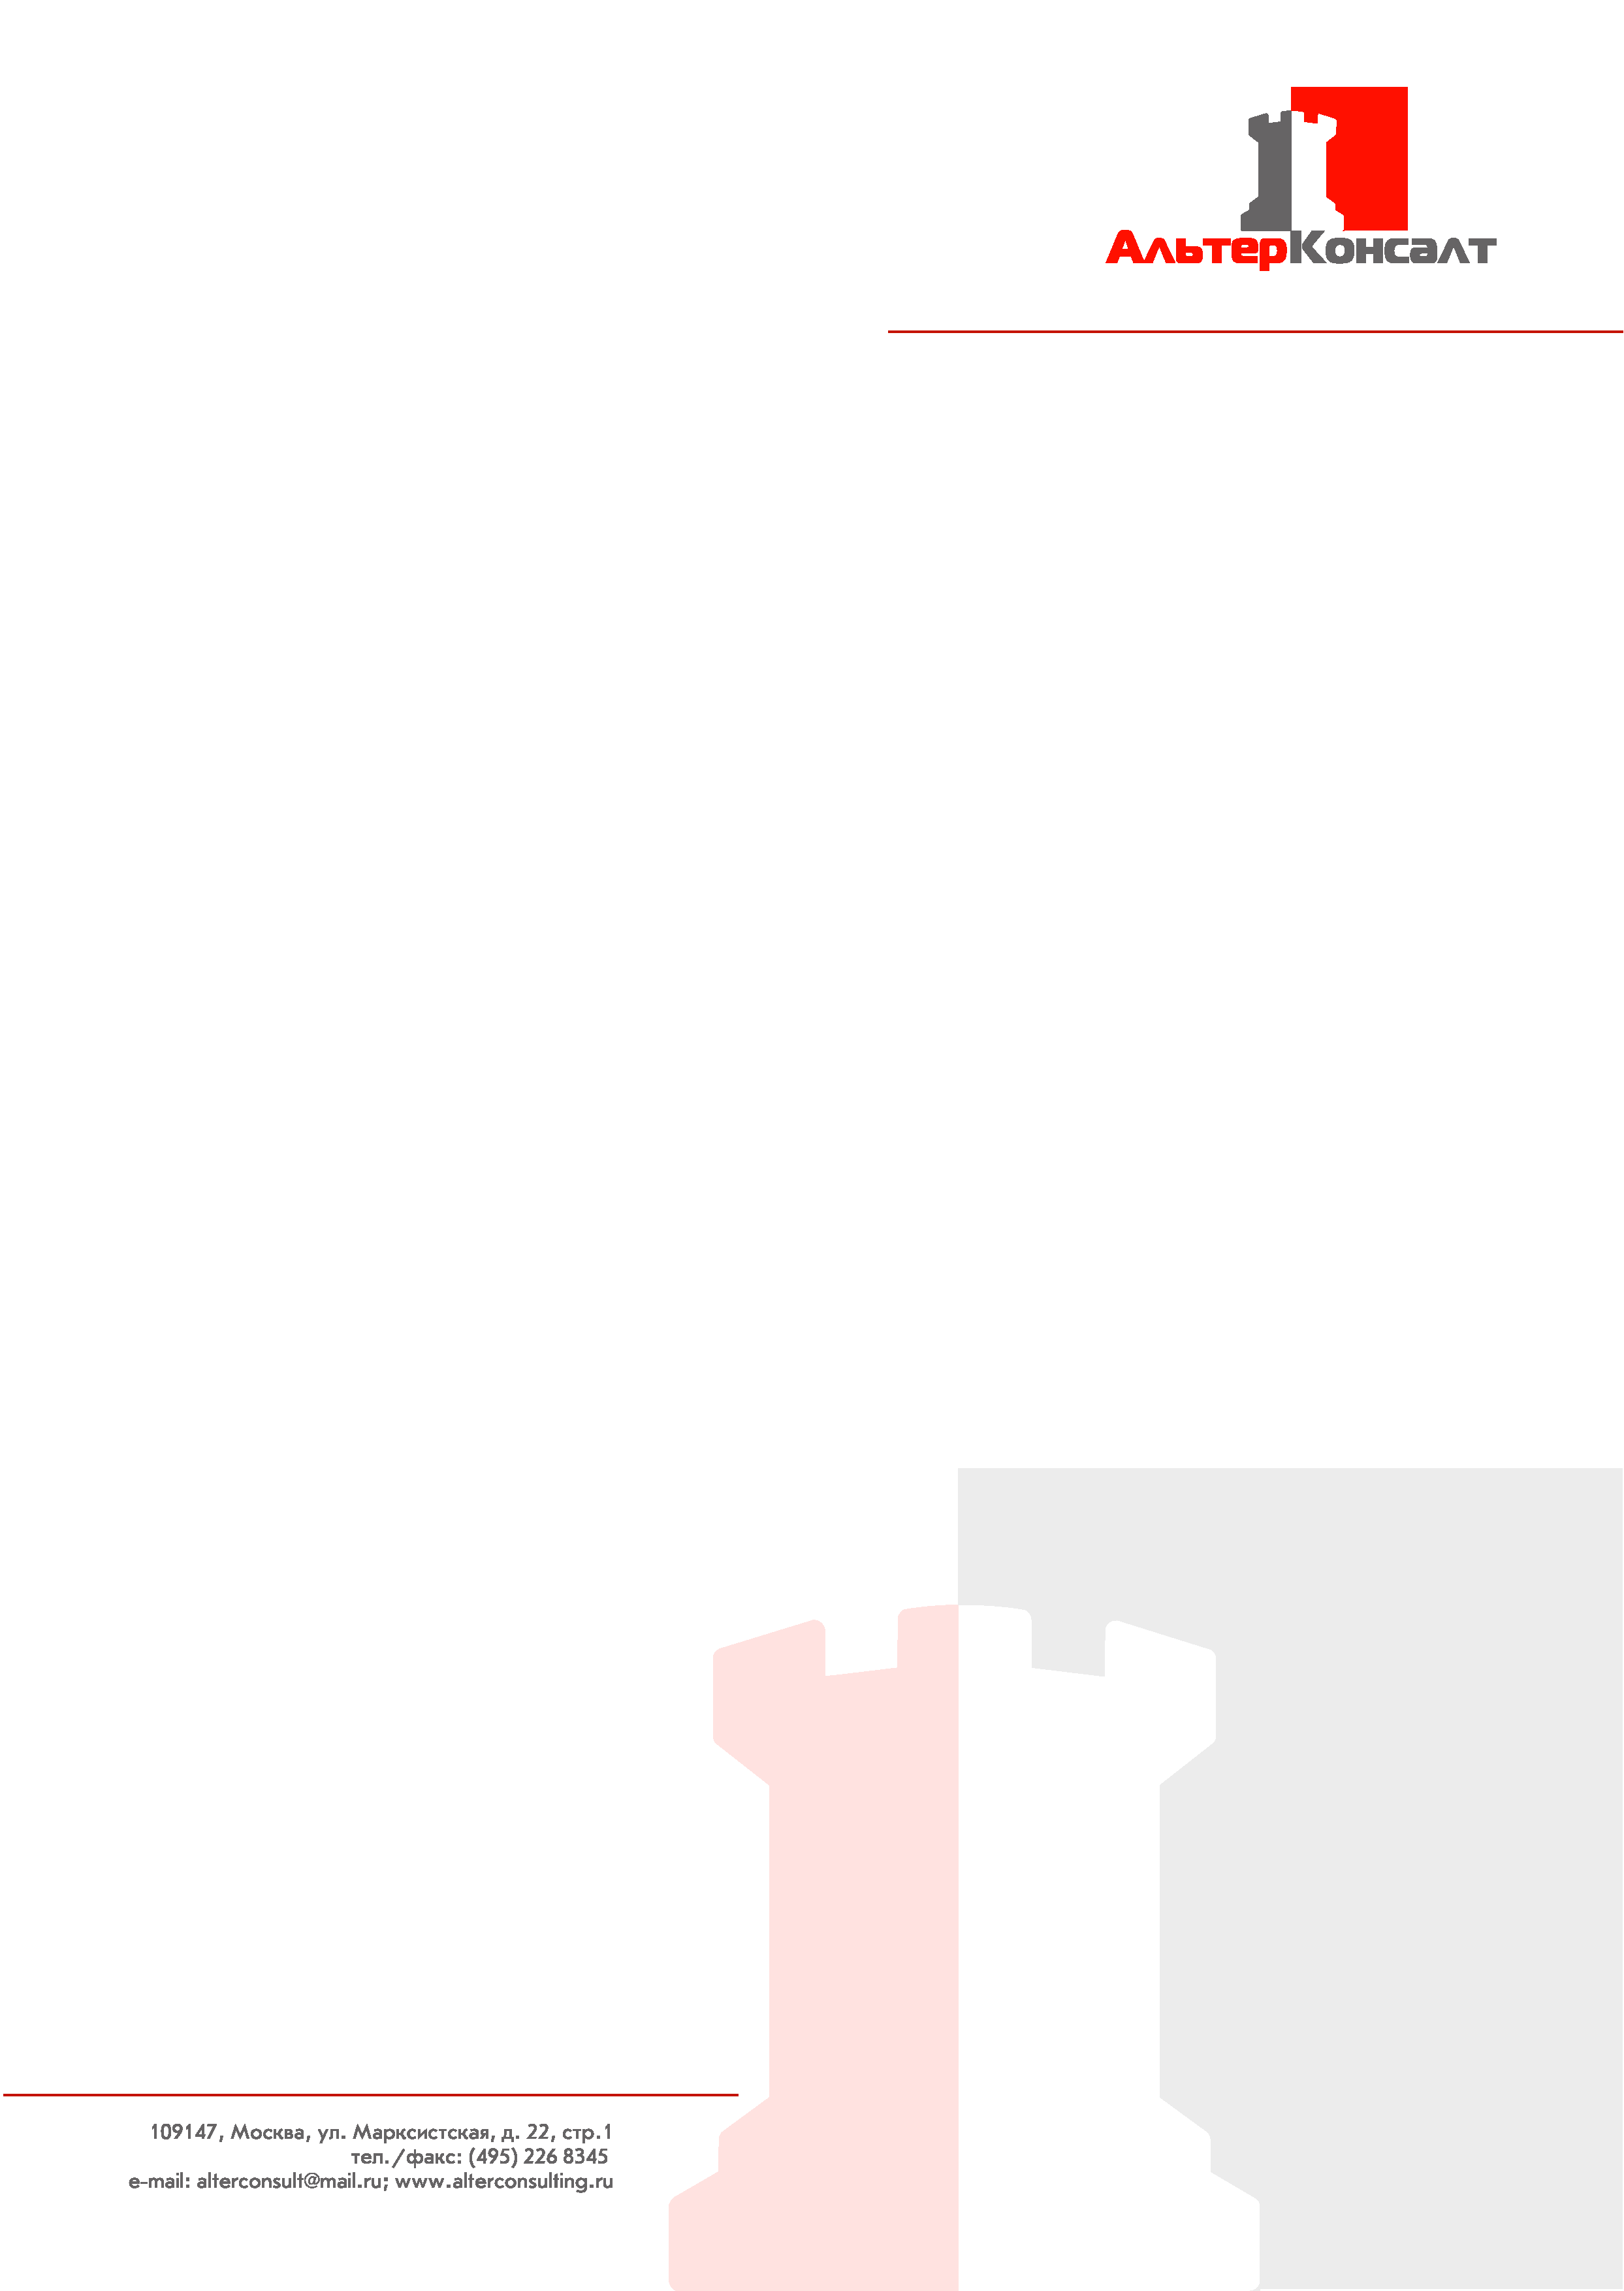 АльтерКонсалт
109147, Москва, ул. Марксистская, д. 22, стр.1
тел./факс: (495) 226 8345
e-mail: alterconsult@mail.ru; www.alterconsulting.ru